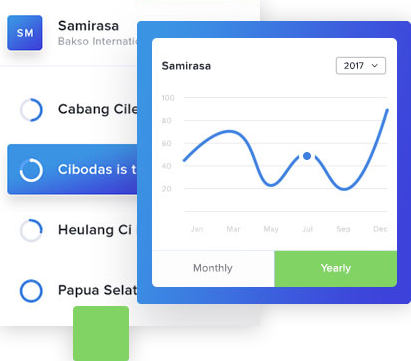 SM
Samirasa
Bakso Internati
Cabang Cile
Cibodas is t
Heulang Ci
Papua Selat
Samirasa
2017
100
80
60
40
20
Jan Mar May Jul Sep Dec
Monthly Yearly